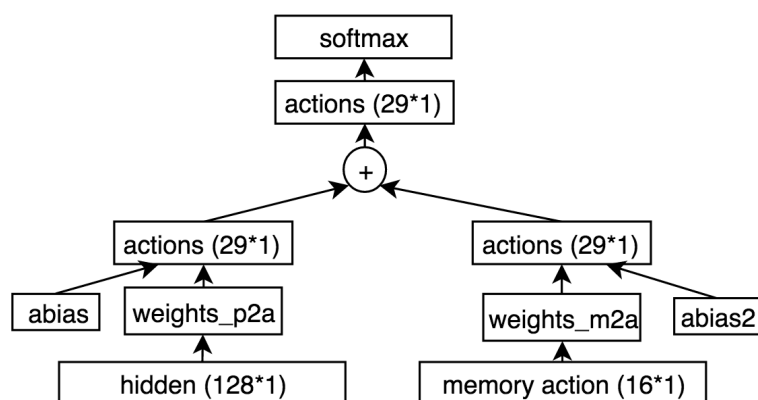 softmax
actions (29*1)
+
actions (29*1)
actions (29*1)
abias
weights_p2a
weights_m2a
abias2
hidden (128*1)
memory action (16*1)